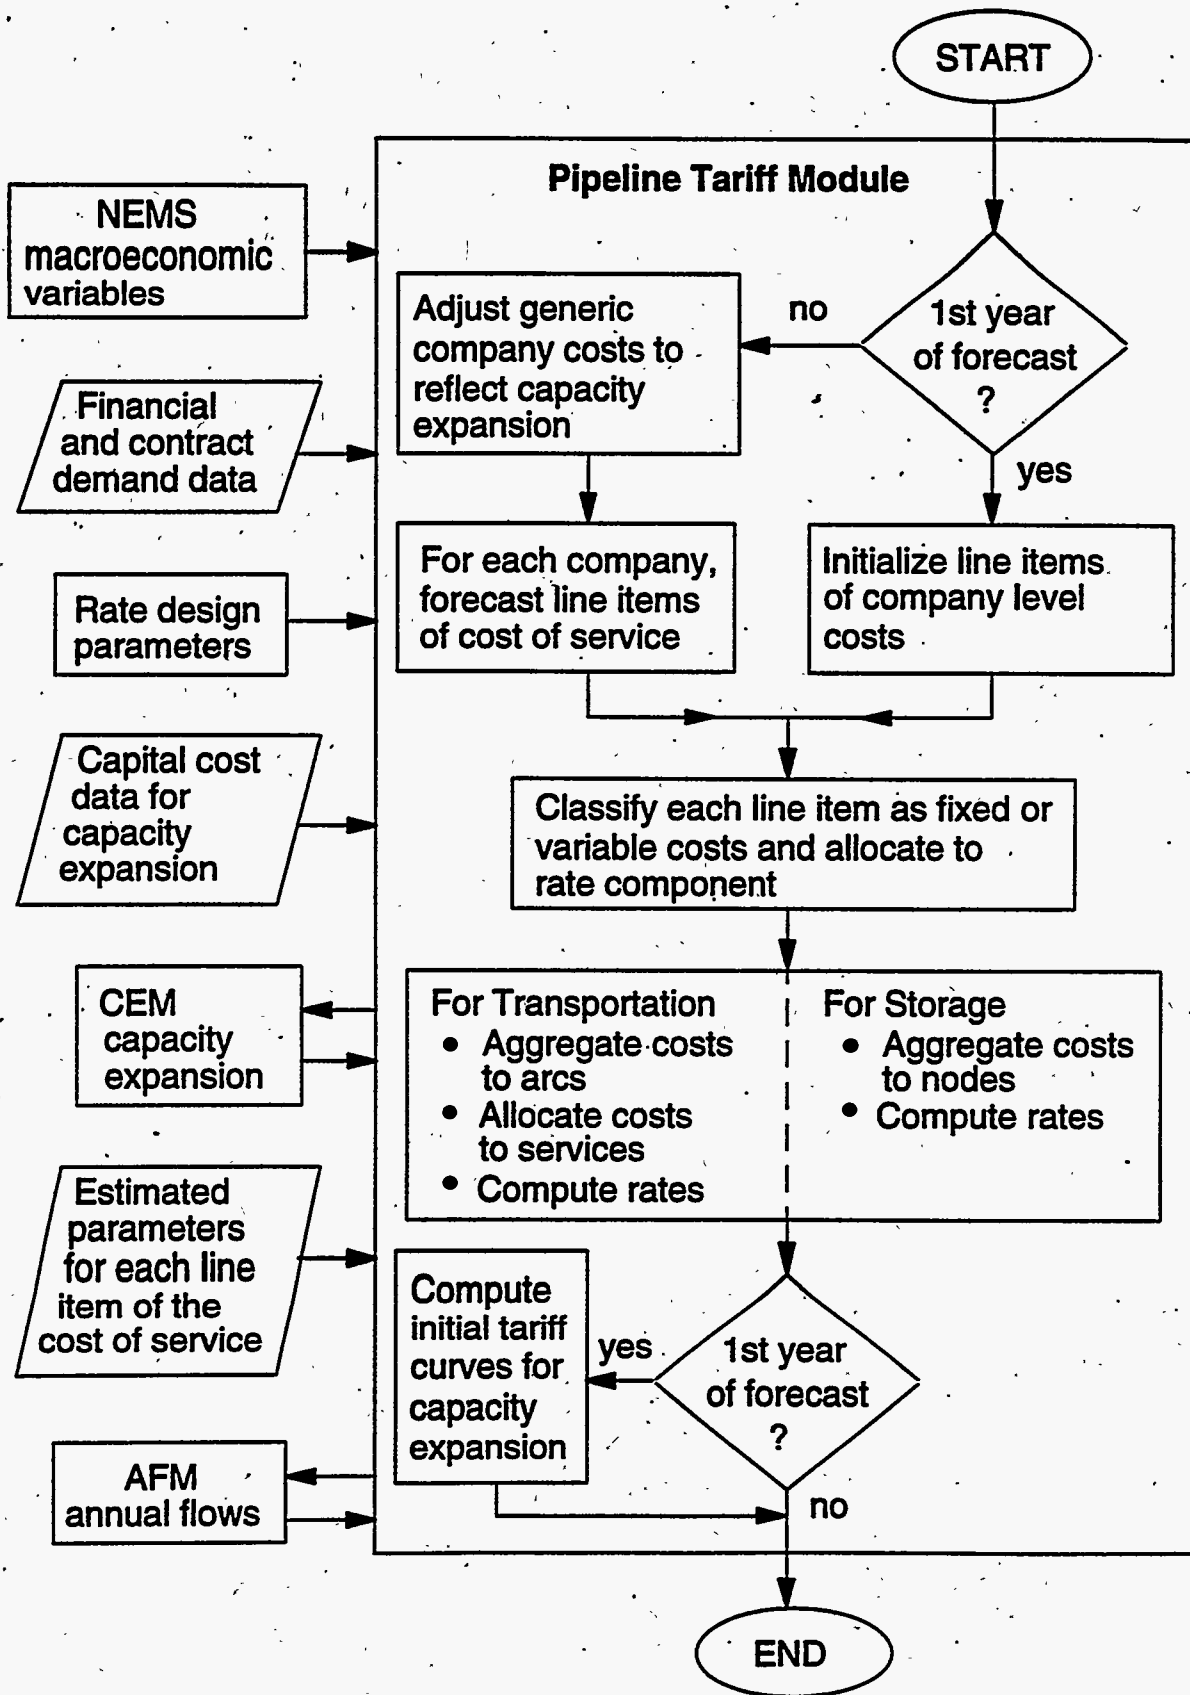 START
Pipeline Tariff Module
NEMS
macroeconomic
variables
Financial
and contract
demand data
Rate design
parameters
Capital cost
data for
capacity
expansion
CEM
capacity
expansion
Estimated
parameters
for each line
item of the
cost of service
AFM
annual flows
1st year
of forecast
?
no
yes
Adjust generic
company costs to
reflect capacity
expansion
For each company,
forecast line items
of cost of service
Initialize line items
of company level
costs
Classify each line item as fixed or
variable costs and allocate to
rate component
For Transportation
• Aggregate costs
to arcs
• Allocate costs
to services
• Compute rates
For Storage
• Aggregate costs
to nodes
• Compute rates
1st year
of forecast
?
yes
no
Compute
initial tariff
curves for
capacity
expansion
END